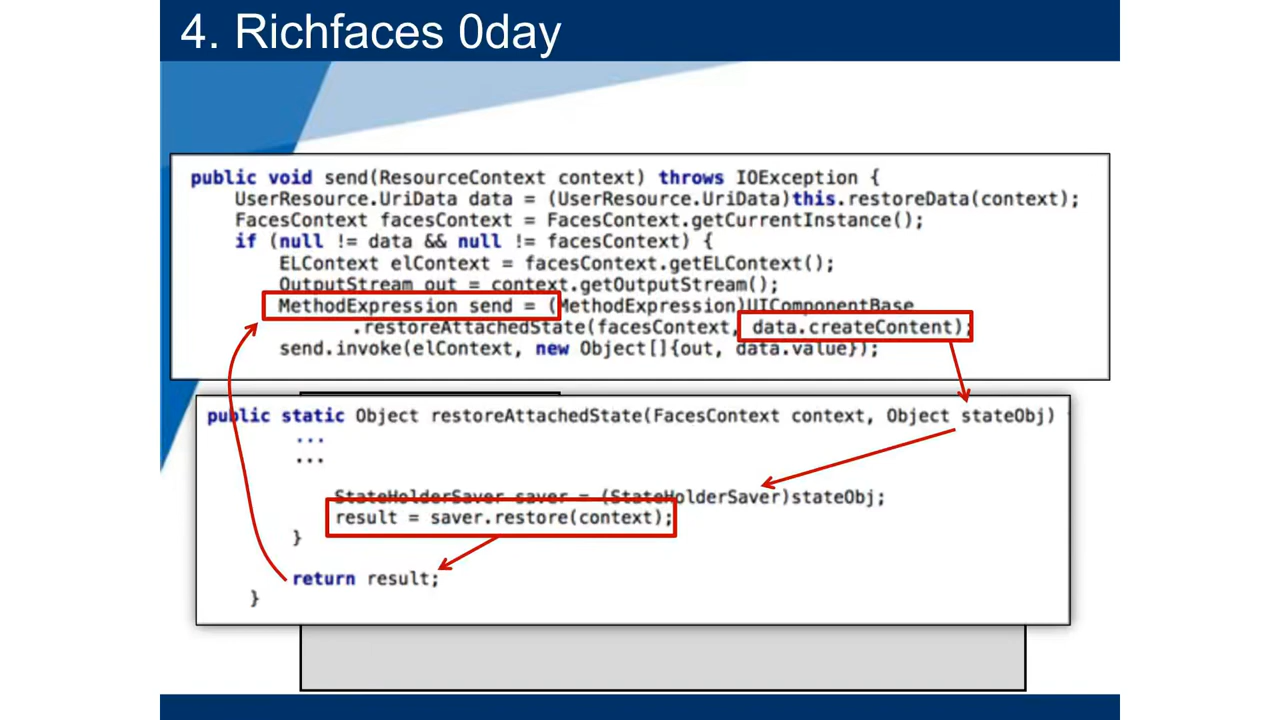 4. Richfaces 0day
public void send(ResourceContext context) throws IOException {
UserResource.UriData data = (UserResource.UriData)this.restoreData(context);
FacesContext facesContext = FacesContext.getCurrentInstance();
if (null != data && null != facesContext) {
ELContext elContext = facesContext.getELContext();
OutputStream out = context.getOutputStream();
MethodExpression send = (MethodExpression)UIComponentBase
.restoreAttachedState(facesContext, data.createContent);
send.invoke(elContext, new Object[]{out, data.value});
public static Object restoreAttachedState(FacesContext context, Object stateObj)
...
...
StateHolderSaver saver = (StateHolderSaver)stateObj;
result = saver.restore(context);
}
return result;
}